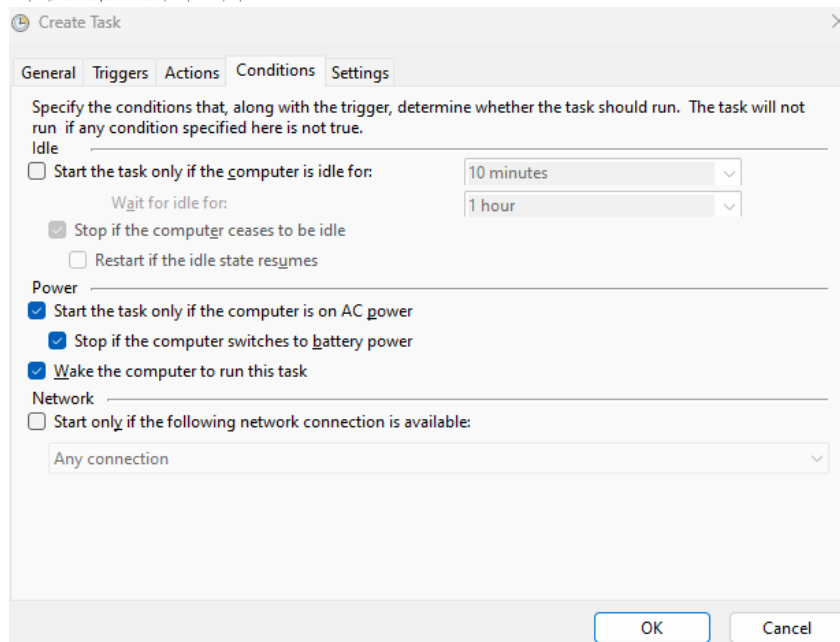 Create Task
General Triggers Actions Conditions Settings
Specify the conditions that, along with the trigger, determine whether the task should run. The task will not
run if any condition specified here is not true.
Idle
Start the task only if the computer is idle for: 10 minutes
Wait for idle for: 1 hour
Stop if the computer ceases to be idle
Restart if the idle state resumes
Power
Start the task only if the computer is on AC power
Stop if the computer switches to battery power
Wake the computer to run this task
Network
Start only if the following network connection is available:
Any connection
OK Cancel